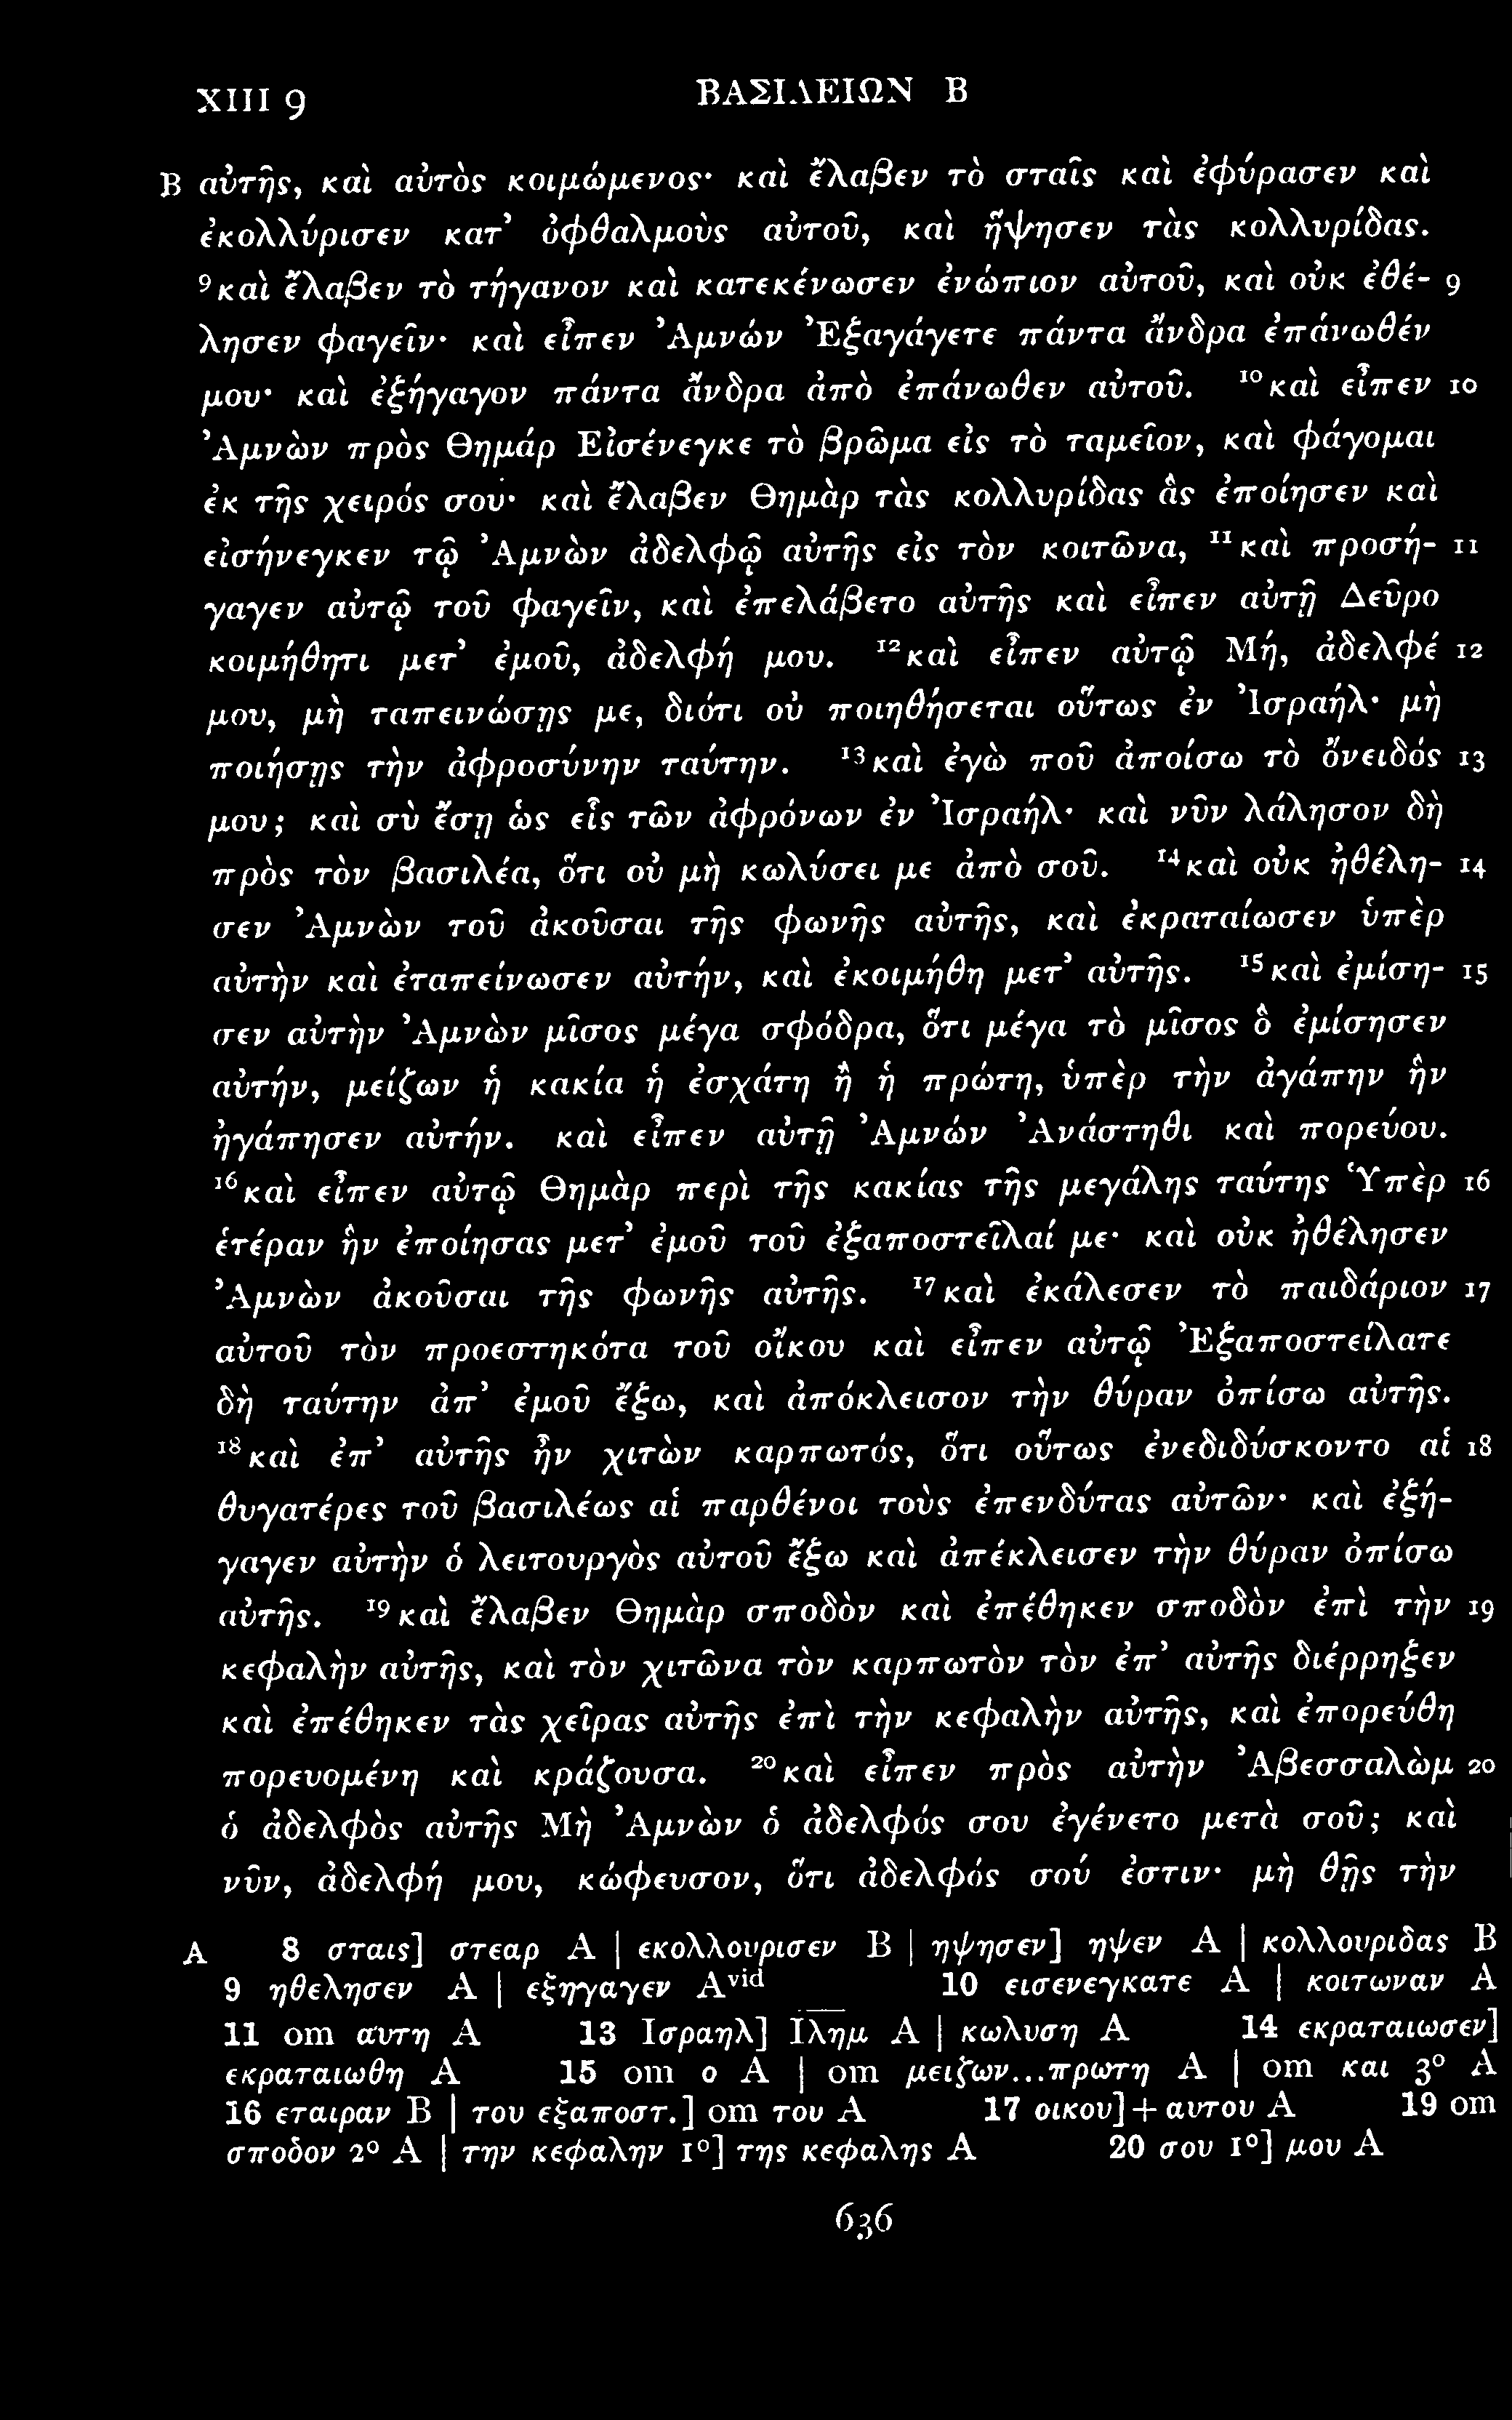 XIII 9 ΒΑΣΙΛΕΙΩΝ Β
B αὐτῆς, καὶ αὐτὸς κοιμώμενος· καὶ ἔλαβεν τὸ σταῖς καὶ ἐφύρασεν καὶ
ἐκολλύρισεν κατ’ ὀφθαλμοὺς αὐτοῦ, καὶ ἥψησεν τὰς κολλυρίδας.
⁹καὶ ἔλαβεν τὸ τήγανον καὶ κατεκένωσεν ἐνώπιον αὐτοῦ, καὶ οὐκ ἐθέ- 9
λησεν φαγεῖν· καὶ εἶπεν Ἀμνών Ἐξαγάγετε πάντα ἄνδρα ἐπάνωθέν
μου· καὶ ἐξήγαγον πάντα ἄνδρα ἀπὸ ἐπάνωθεν αὐτοῦ. ¹⁰καὶ εἶπεν 10
Ἀμνὼν πρὸς Θημάρ Εἰσένεγκε τὸ βρῶμα εἰς τὸ ταμεῖον, καὶ φάγομαι
ἐκ τῆς χειρός σου· καὶ ἔλαβεν Θημὰρ τὰς κολλυρίδας ἃς ἐποίησεν καὶ
εἰσήνεγκεν τῷ Ἀμνὼν ἀδελφῷ αὐτῆς εἰς τὸν κοιτῶνα, ¹¹καὶ προσή- 11
γαγεν αὐτῷ τοῦ φαγεῖν, καὶ ἐπελάβετο αὐτῆς καὶ εἶπεν αὐτῇ Δεῦρο
κοιμήθητι μετ’ ἐμοῦ, ἀδελφή μου. ¹²καὶ εἶπεν αὐτῷ Μή, ἀδελφέ 12
μου, μὴ ταπεινώσῃς με, διότι οὐ ποιηθήσεται οὕτως ἐν Ἰσραήλ· μὴ
ποιήσῃς τὴν ἀφροσύνην ταύτην. ¹³καὶ ἐγὼ ποῦ ἀποίσω τὸ ὄνειδός 13
μου; καὶ σὺ ἔσῃ ὡς εἷς τῶν ἀφρόνων ἐν Ἰσραήλ· καὶ νῦν λάλησον δὴ
πρὸς τὸν βασιλέα, ὅτι οὐ μὴ κωλύσει με ἀπὸ σοῦ. ¹⁴καὶ οὐκ ἠθέλη- 14
σεν Ἀμνὼν τοῦ ἀκοῦσαι τῆς φωνῆς αὐτῆς, καὶ ἐκραταίωσεν ὑπὲρ
αὐτὴν καὶ ἐταπείνωσεν αὐτήν, καὶ ἐκοιμήθη μετ’ αὐτῆς. ¹⁵καὶ ἐμίση- 15
σεν αὐτὴν Ἀμνὼν μῖσος μέγα σφόδρα, ὅτι μέγα τὸ μῖσος ὃ ἐμίσησεν
αὐτήν, μείζων ἡ κακία ἡ ἐσχάτη ἢ ἡ πρώτη, ὑπὲρ τὴν ἀγάπην ἣν
ἠγάπησεν αὐτήν. καὶ εἶπεν αὐτῇ Ἀμνών Ἀνάστηθι καὶ πορεύου.
¹⁶καὶ εἶπεν αὐτῷ Θημὰρ περὶ τῆς κακίας τῆς μεγάλης ταύτης Ὑπὲρ 16
ἑτέραν ἣν ἐποίησας μετ’ ἐμοῦ τοῦ ἐξαποστεῖλαί με· καὶ οὐκ ἠθέλησεν
Ἀμνὼν ἀκοῦσαι τῆς φωνῆς αὐτῆς. ¹⁷καὶ ἐκάλεσεν τὸ παιδάριον 17
αὐτοῦ τὸν προεστηκότα τοῦ οἴκου καὶ εἶπεν αὐτῷ Ἐξαποστείλατε
δὴ ταύτην ἀπ’ ἐμοῦ ἔξω, καὶ ἀπόκλεισον τὴν θύραν ὀπίσω αὐτῆς.
¹⁸καὶ ἐπ’ αὐτῆς ἦν χιτὼν καρπωτός, ὅτι οὕτως ἐνεδιδύσκοντο αἱ 18
θυγατέρες τοῦ βασιλέως αἱ παρθένοι τοὺς ἐπενδύτας αὐτῶν· καὶ ἐξή-
γαγεν αὐτὴν ὁ λειτουργὸς αὐτοῦ ἔξω καὶ ἀπέκλεισεν τὴν θύραν ὀπίσω
αὐτῆς. ¹⁹καὶ ἔλαβεν Θημὰρ σποδὸν καὶ ἐπέθηκεν σποδὸν ἐπὶ τὴν 19
κεφαλὴν αὐτῆς, καὶ τὸν χιτῶνα τὸν καρπωτὸν τὸν ἐπ’ αὐτῆς διέρρηξεν
καὶ ἐπέθηκεν τὰς χεῖρας αὐτῆς ἐπὶ τὴν κεφαλὴν αὐτῆς, καὶ ἐπορεύθη
πορευομένη καὶ κράζουσα. ²⁰καὶ εἶπεν πρὸς αὐτὴν Ἀβεσσαλὼμ 20
ὁ ἀδελφὸς αὐτῆς Μὴ Ἀμνὼν ὁ ἀδελφός σου ἐγένετο μετὰ σοῦ; καὶ
νῦν, ἀδελφή μου, κώφευσον, ὅτι ἀδελφός σού ἐστιν· μὴ θῇς τὴν
A 8 σταις] στεαρ A | εκολλουρισεν B | ηψησεν] ηψεν A | κολλουριδας B
9 ηθελησεν A | εξηγαγεν Aᵛⁱᵈ 10 εισενεγκατε A | κοιτωναν A
11 om αυτη A 13 Ισραηλ] Ιλημ A | κωλυση A 14 εκραταιωσεν]
εκραταιωθη A 15 om ο A | om μειζων...πρωτη A | om και 3° A
16 εταιραν B | του εξαποστ.] om του A 17 οικου]+αυτου A 19 om
σποδον 2° A | την κεφαλην 1°] της κεφαλης A 20 σου 1°] μου A
636